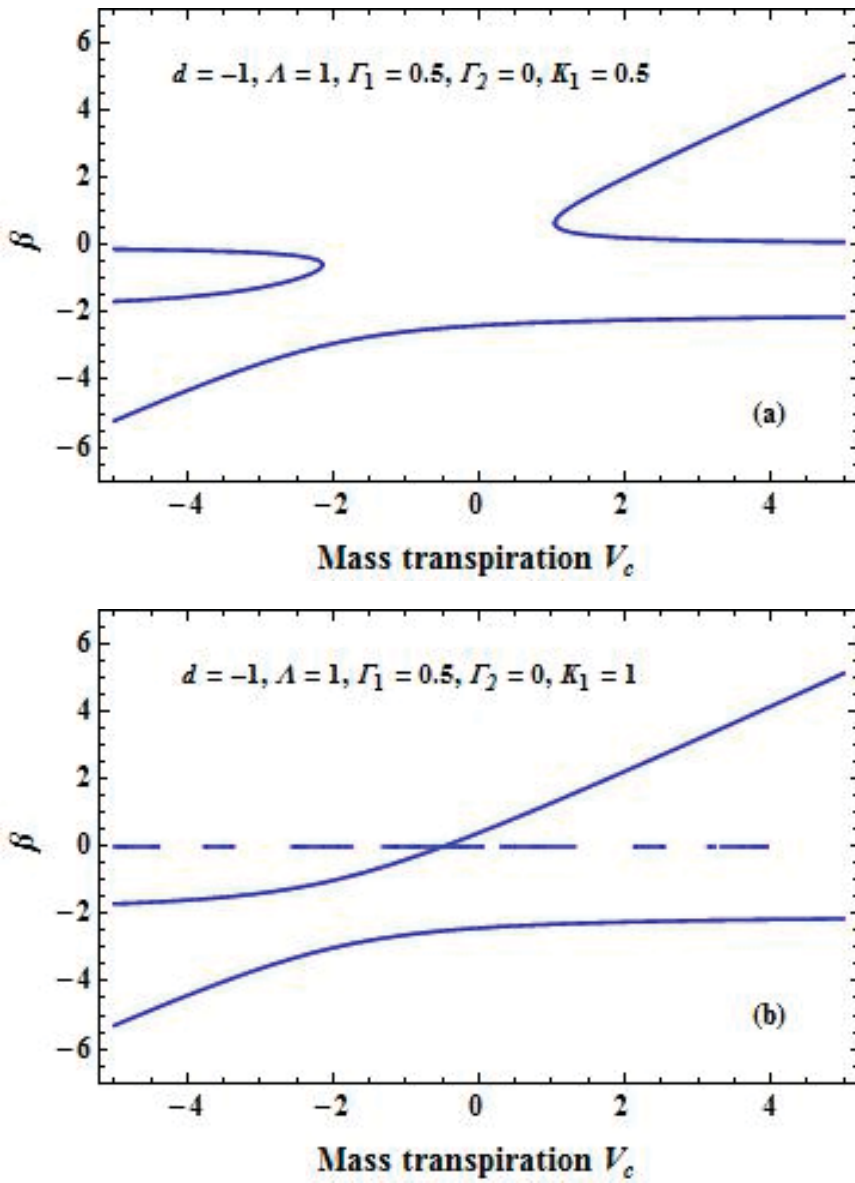 6
d = −1, Λ = 1, Γ1 = 0.5, Γ2 = 0, K1 = 0.5
4
2
β
0
−2
−4
(a)
−6
−4 −2 0 2 4
Mass transpiration Vc
6
d = −1, Λ = 1, Γ1 = 0.5, Γ2 = 0, K1 = 1
4
2
β
0
−2
−4
(b)
−6
−4 −2 0 2 4
Mass transpiration Vc